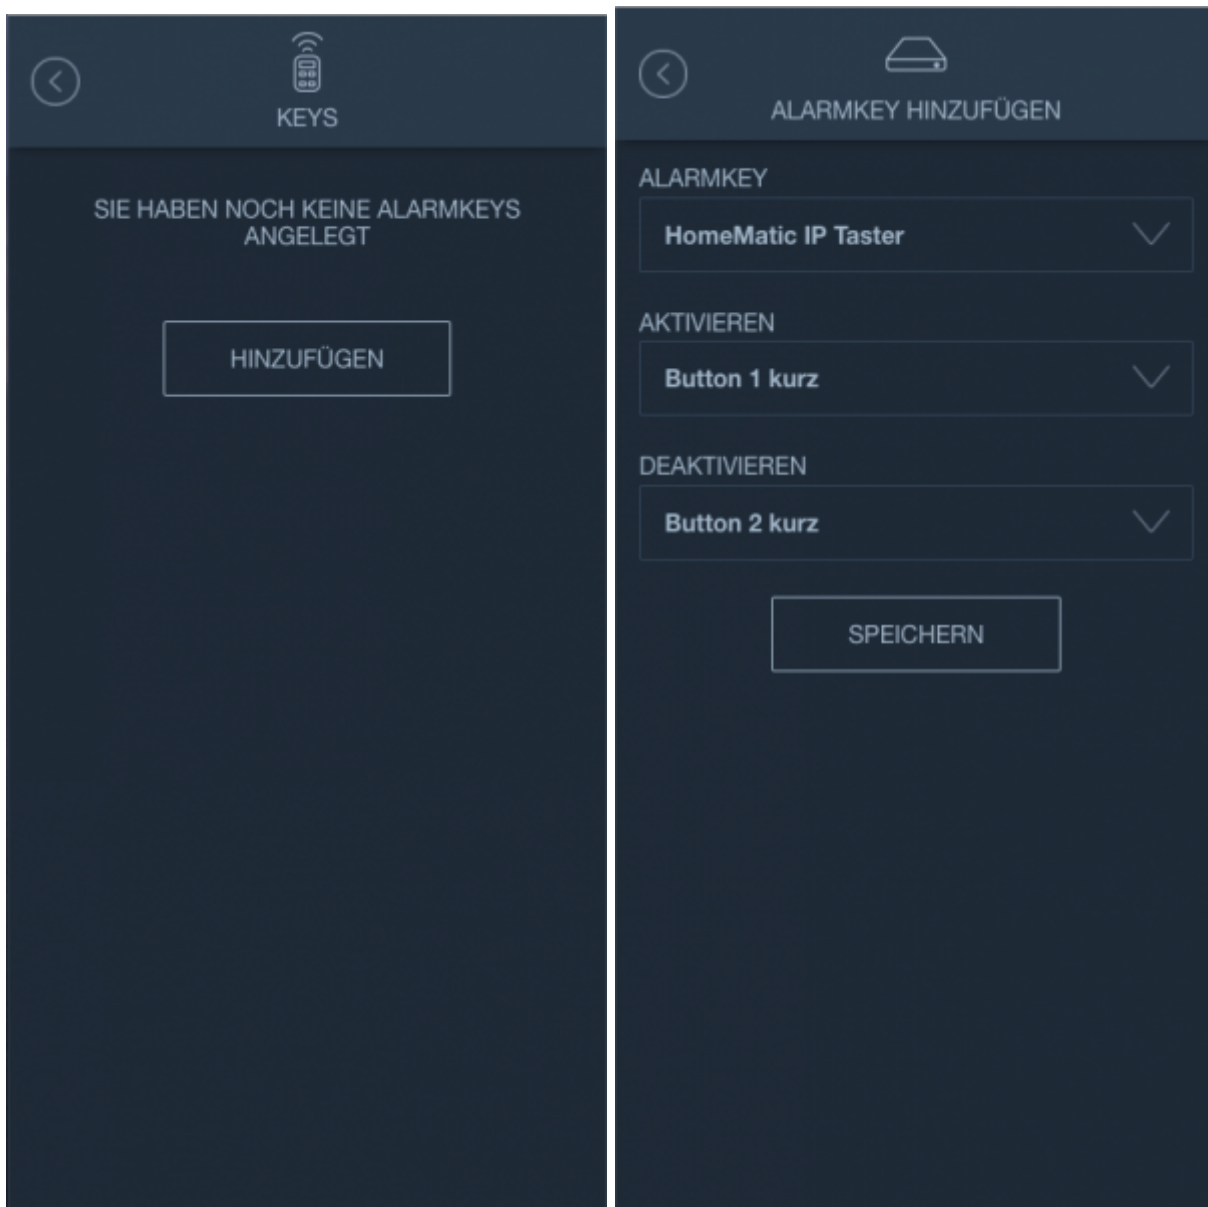 KEYS
SIE HABEN NOCH KEINE ALARMKEYS
ANGELEGT
HINZUFÜGEN
ALARMKEY HINZUFÜGEN
ALARMKEY
HomeMatic IP Taster
AKTIVIEREN
Button 1 kurz
DEAKTIVIEREN
Button 2 kurz
SPEICHERN